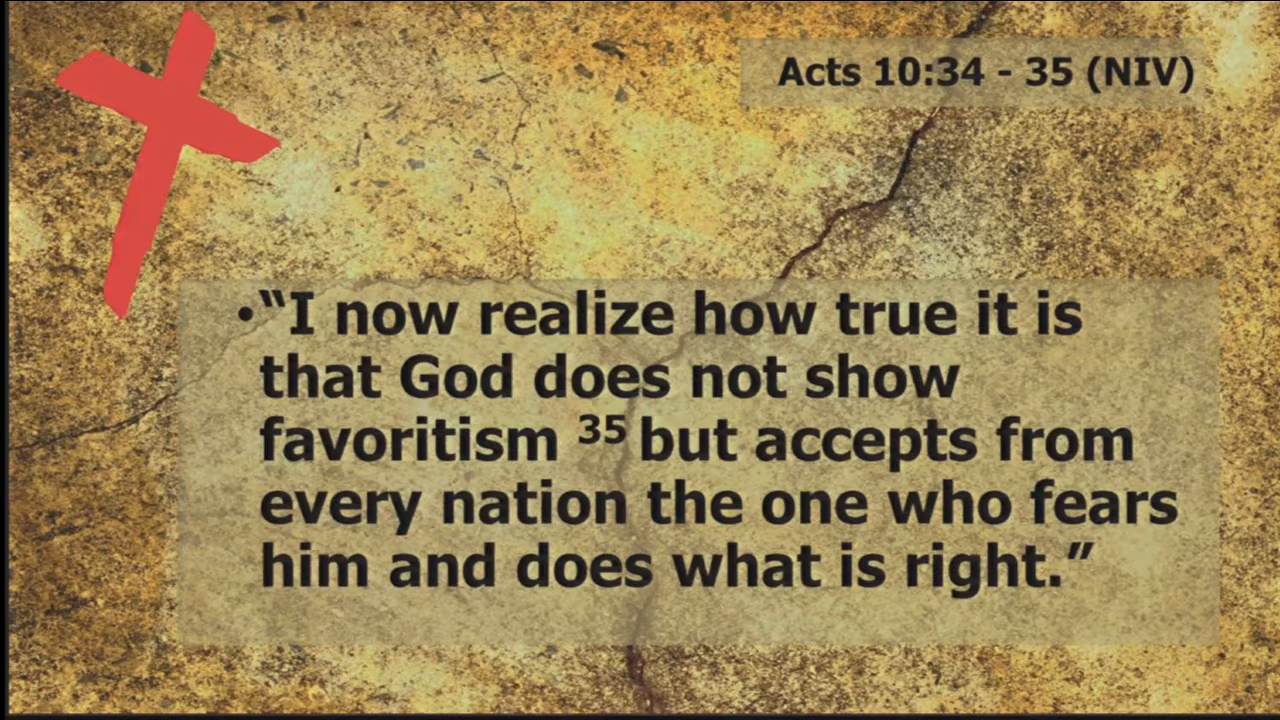 Acts 10:34 - 35 (NIV)
•“I now realize how true it is
that God does not show
favoritism ³⁵ but accepts from
every nation the one who fears
him and does what is right.”